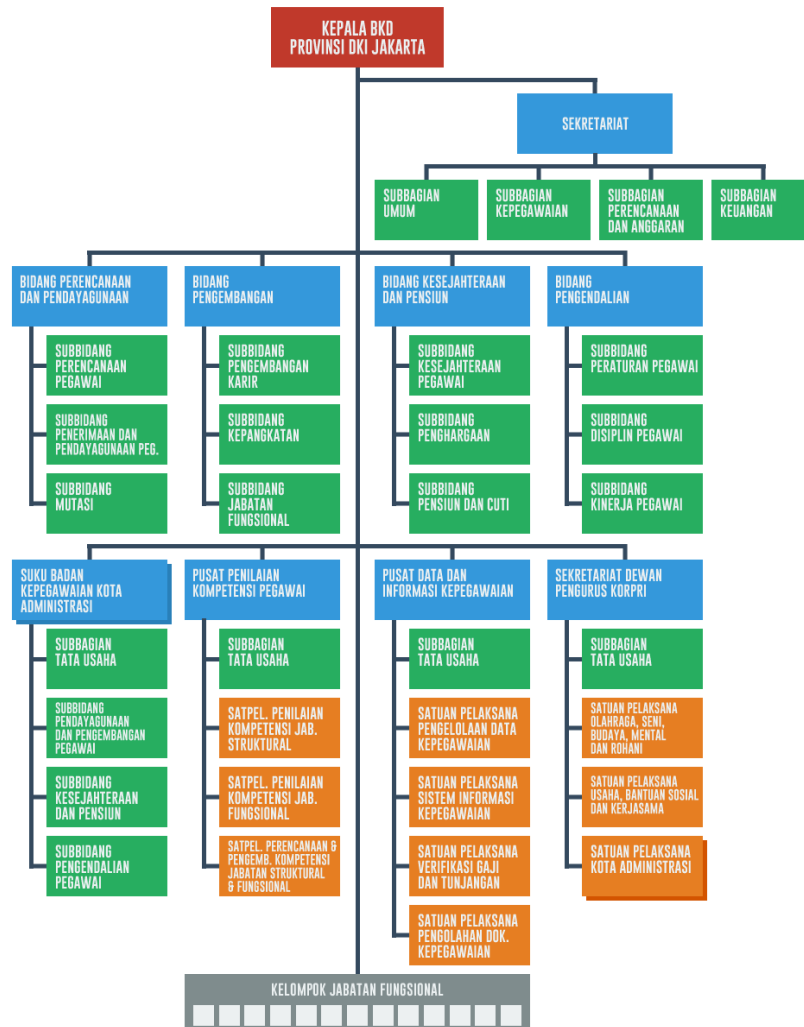 KEPALA BKD
PROVINSI DKI JAKARTA
SEKRETARIAT
SUBBAGIAN
UMUM
SUBBAGIAN
KEPEGAWAIAN
SUBBAGIAN
PERENCANAAN
DAN ANGGARAN
SUBBAGIAN
KEUANGAN
BIDANG PERENCANAAN
DAN PENDAYAGUNAAN
SUBBIDANG
PERENCANAAN
PEGAWAI
SUBBIDANG
PENERIMAAN DAN
PENDAYAGUNAAN PEG.
SUBBIDANG
MUTASI
BIDANG
PENGEMBANGAN
SUBBIDANG
PENGEMBANGAN
KARIR
SUBBIDANG
KEPANGKATAN
SUBBIDANG
JABATAN
FUNGSIONAL
BIDANG KESEJAHTERAAN
DAN PENSIUN
SUBBIDANG
KESEJAHTERAAN
PEGAWAI
SUBBIDANG
PENGHARGAAN
SUBBIDANG
PENSIUN DAN CUTI
BIDANG
PENGENDALIAN
SUBBIDANG
PERATURAN PEGAWAI
SUBBIDANG
DISIPLIN PEGAWAI
SUBBIDANG
KINERJA PEGAWAI
SUKU BADAN
KEPEGAWAIAN KOTA
ADMINISTRASI
SUBBAGIAN
TATA USAHA
SUBBIDANG
PENDAYAGUNAAN
DAN PENGEMBANGAN
PEGAWAI
SUBBIDANG
KESEJAHTERAAN
DAN PENSIUN
SUBBIDANG
PENGENDALIAN
PEGAWAI
PUSAT PENILAIAN
KOMPETENSI PEGAWAI
SUBBAGIAN
TATA USAHA
SATPEL. PENILAIAN
KOMPETENSI JAB.
STRUKTURAL
SATPEL. PENILAIAN
KOMPETENSI JAB.
FUNGSIONAL
SATPEL. PERENCANAAN &
PENGEMB. KOMPETENSI
JABATAN STRUKTURAL
& FUNGSIONAL
PUSAT DATA DAN
INFORMASI KEPEGAWAIAN
SUBBAGIAN
TATA USAHA
SATUAN PELAKSANA
PENGELOLAAN DATA
KEPEGAWAIAN
SATUAN PELAKSANA
SISTEM INFORMASI
KEPEGAWAIAN
SATUAN PELAKSANA
VERIFIKASI GAJI
DAN TUNJANGAN
SATUAN PELAKSANA
PENGOLAHAN DOK.
KEPEGAWAIAN
SEKRETARIAT DEWAN
PENGURUS KORPRI
SUBBAGIAN
TATA USAHA
SATUAN PELAKSANA
OLAHRAGA, SENI,
BUDAYA, MENTAL
DAN ROHANI
SATUAN PELAKSANA
USAHA, BANTUAN SOSIAL
DAN KERJASAMA
SATUAN PELAKSANA
KOTA ADMINISTRASI
KELOMPOK JABATAN FUNGSIONAL